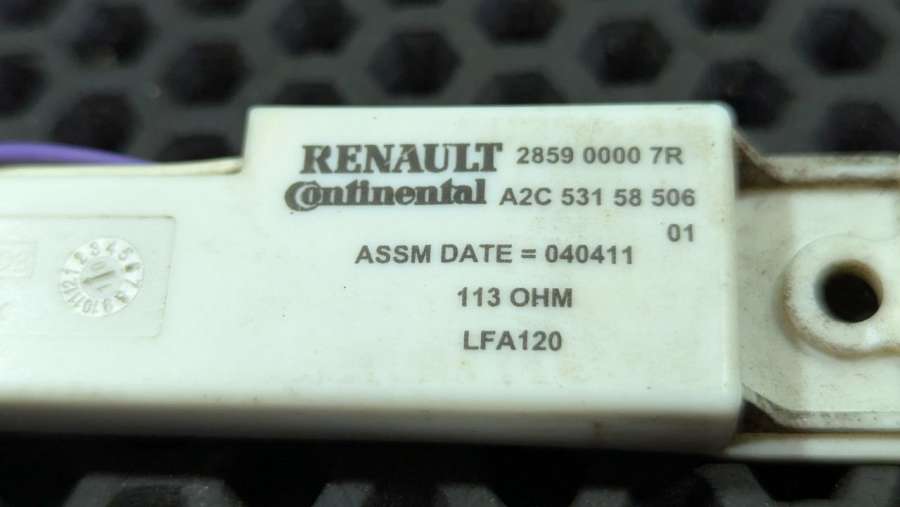 RENAULT 2859 0000 7R
Continental A2C 531 58 506
01
ASSM DATE = 040411
113 OHM
LFA120